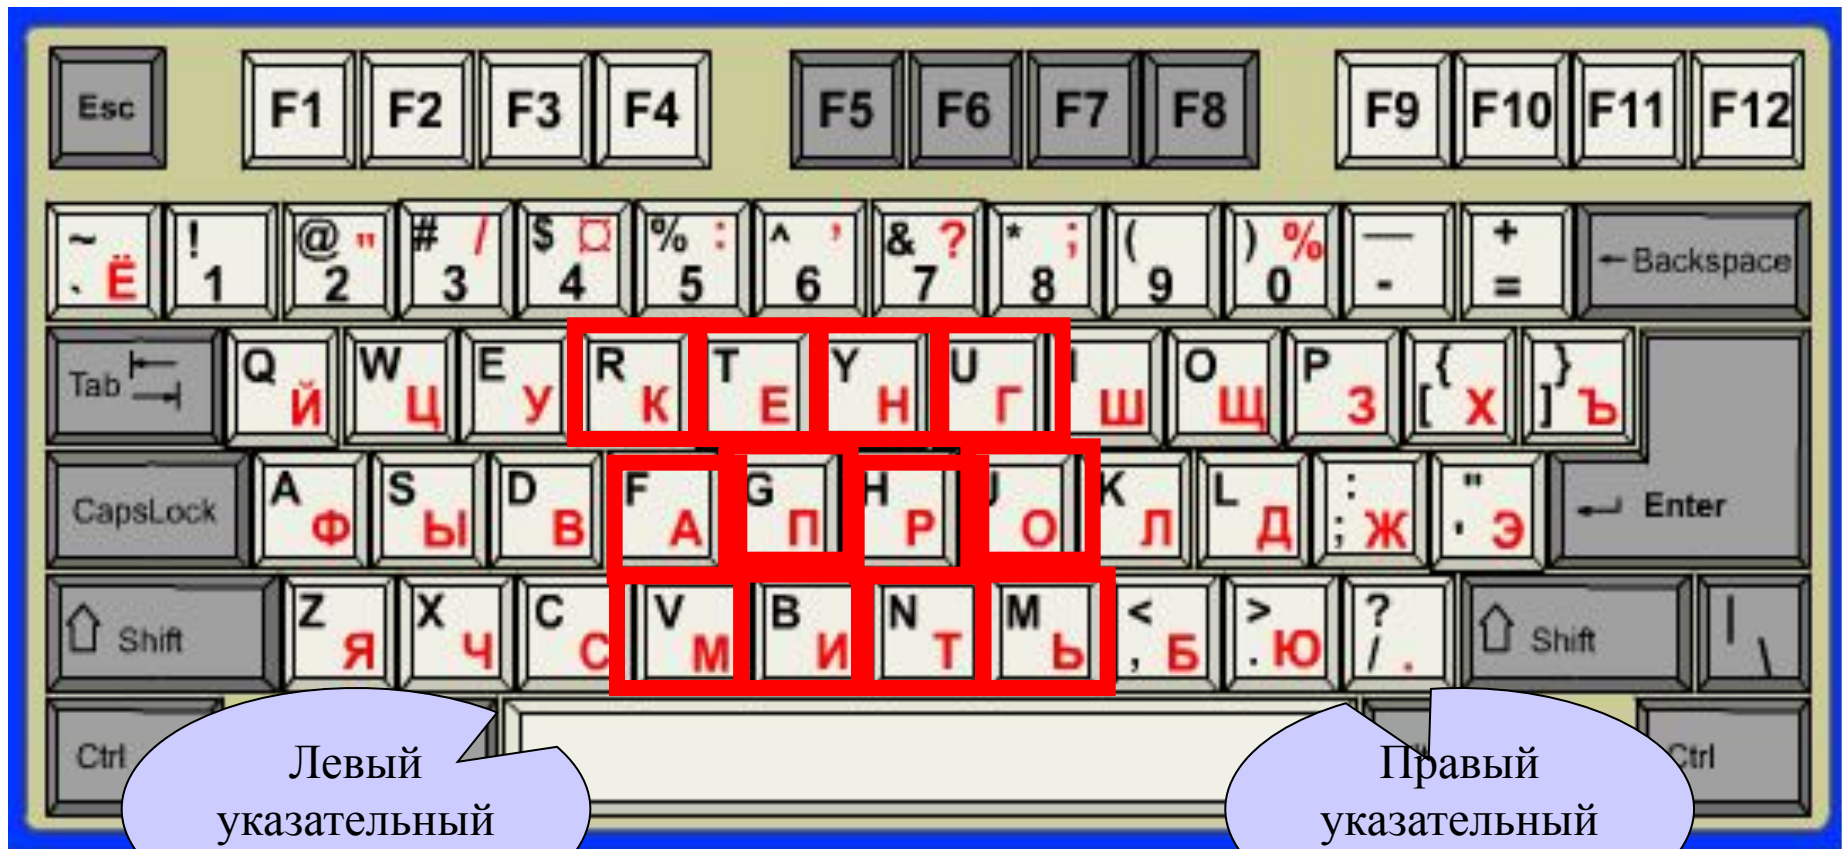 Esc F1 F2 F3 F4 F5 F6 F7 F8 F9 F10 F11 F12
~ ! @ " # / $ ¤ % : ^ ' & ? * ; ( ) % — +
. Ё 1 2 3 4 5 6 7 8 9 0 - = ←Backspace
Tab Q W E R T Y U I O P { }
Й Ц У К Е Н Г Ш Щ З [ Х ] Ъ
CapsLock A S D F G H J K L : "
Ф Ы В А П Р О Л Д ; Ж ' Э Enter
Shift Z X C V B N M < > ? Shift |
Я Ч С М И Т Ь , Б . Ю / . \
Ctrl Левый Правый Ctrl
указательный указательный